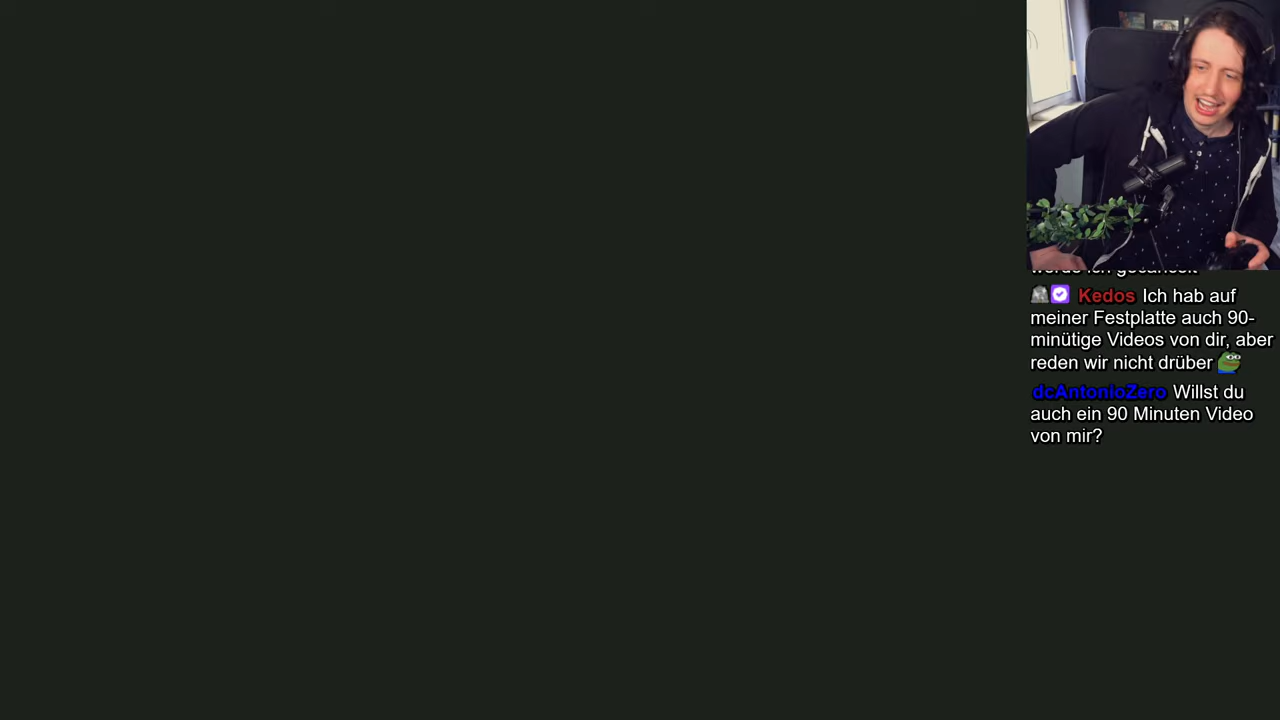 Kedos Ich hab auf
meiner Festplatte auch 90-
minütige Videos von dir, aber
reden wir nicht drüber
dcAntonioZero Willst du
auch ein 90 Minuten Video
von mir?